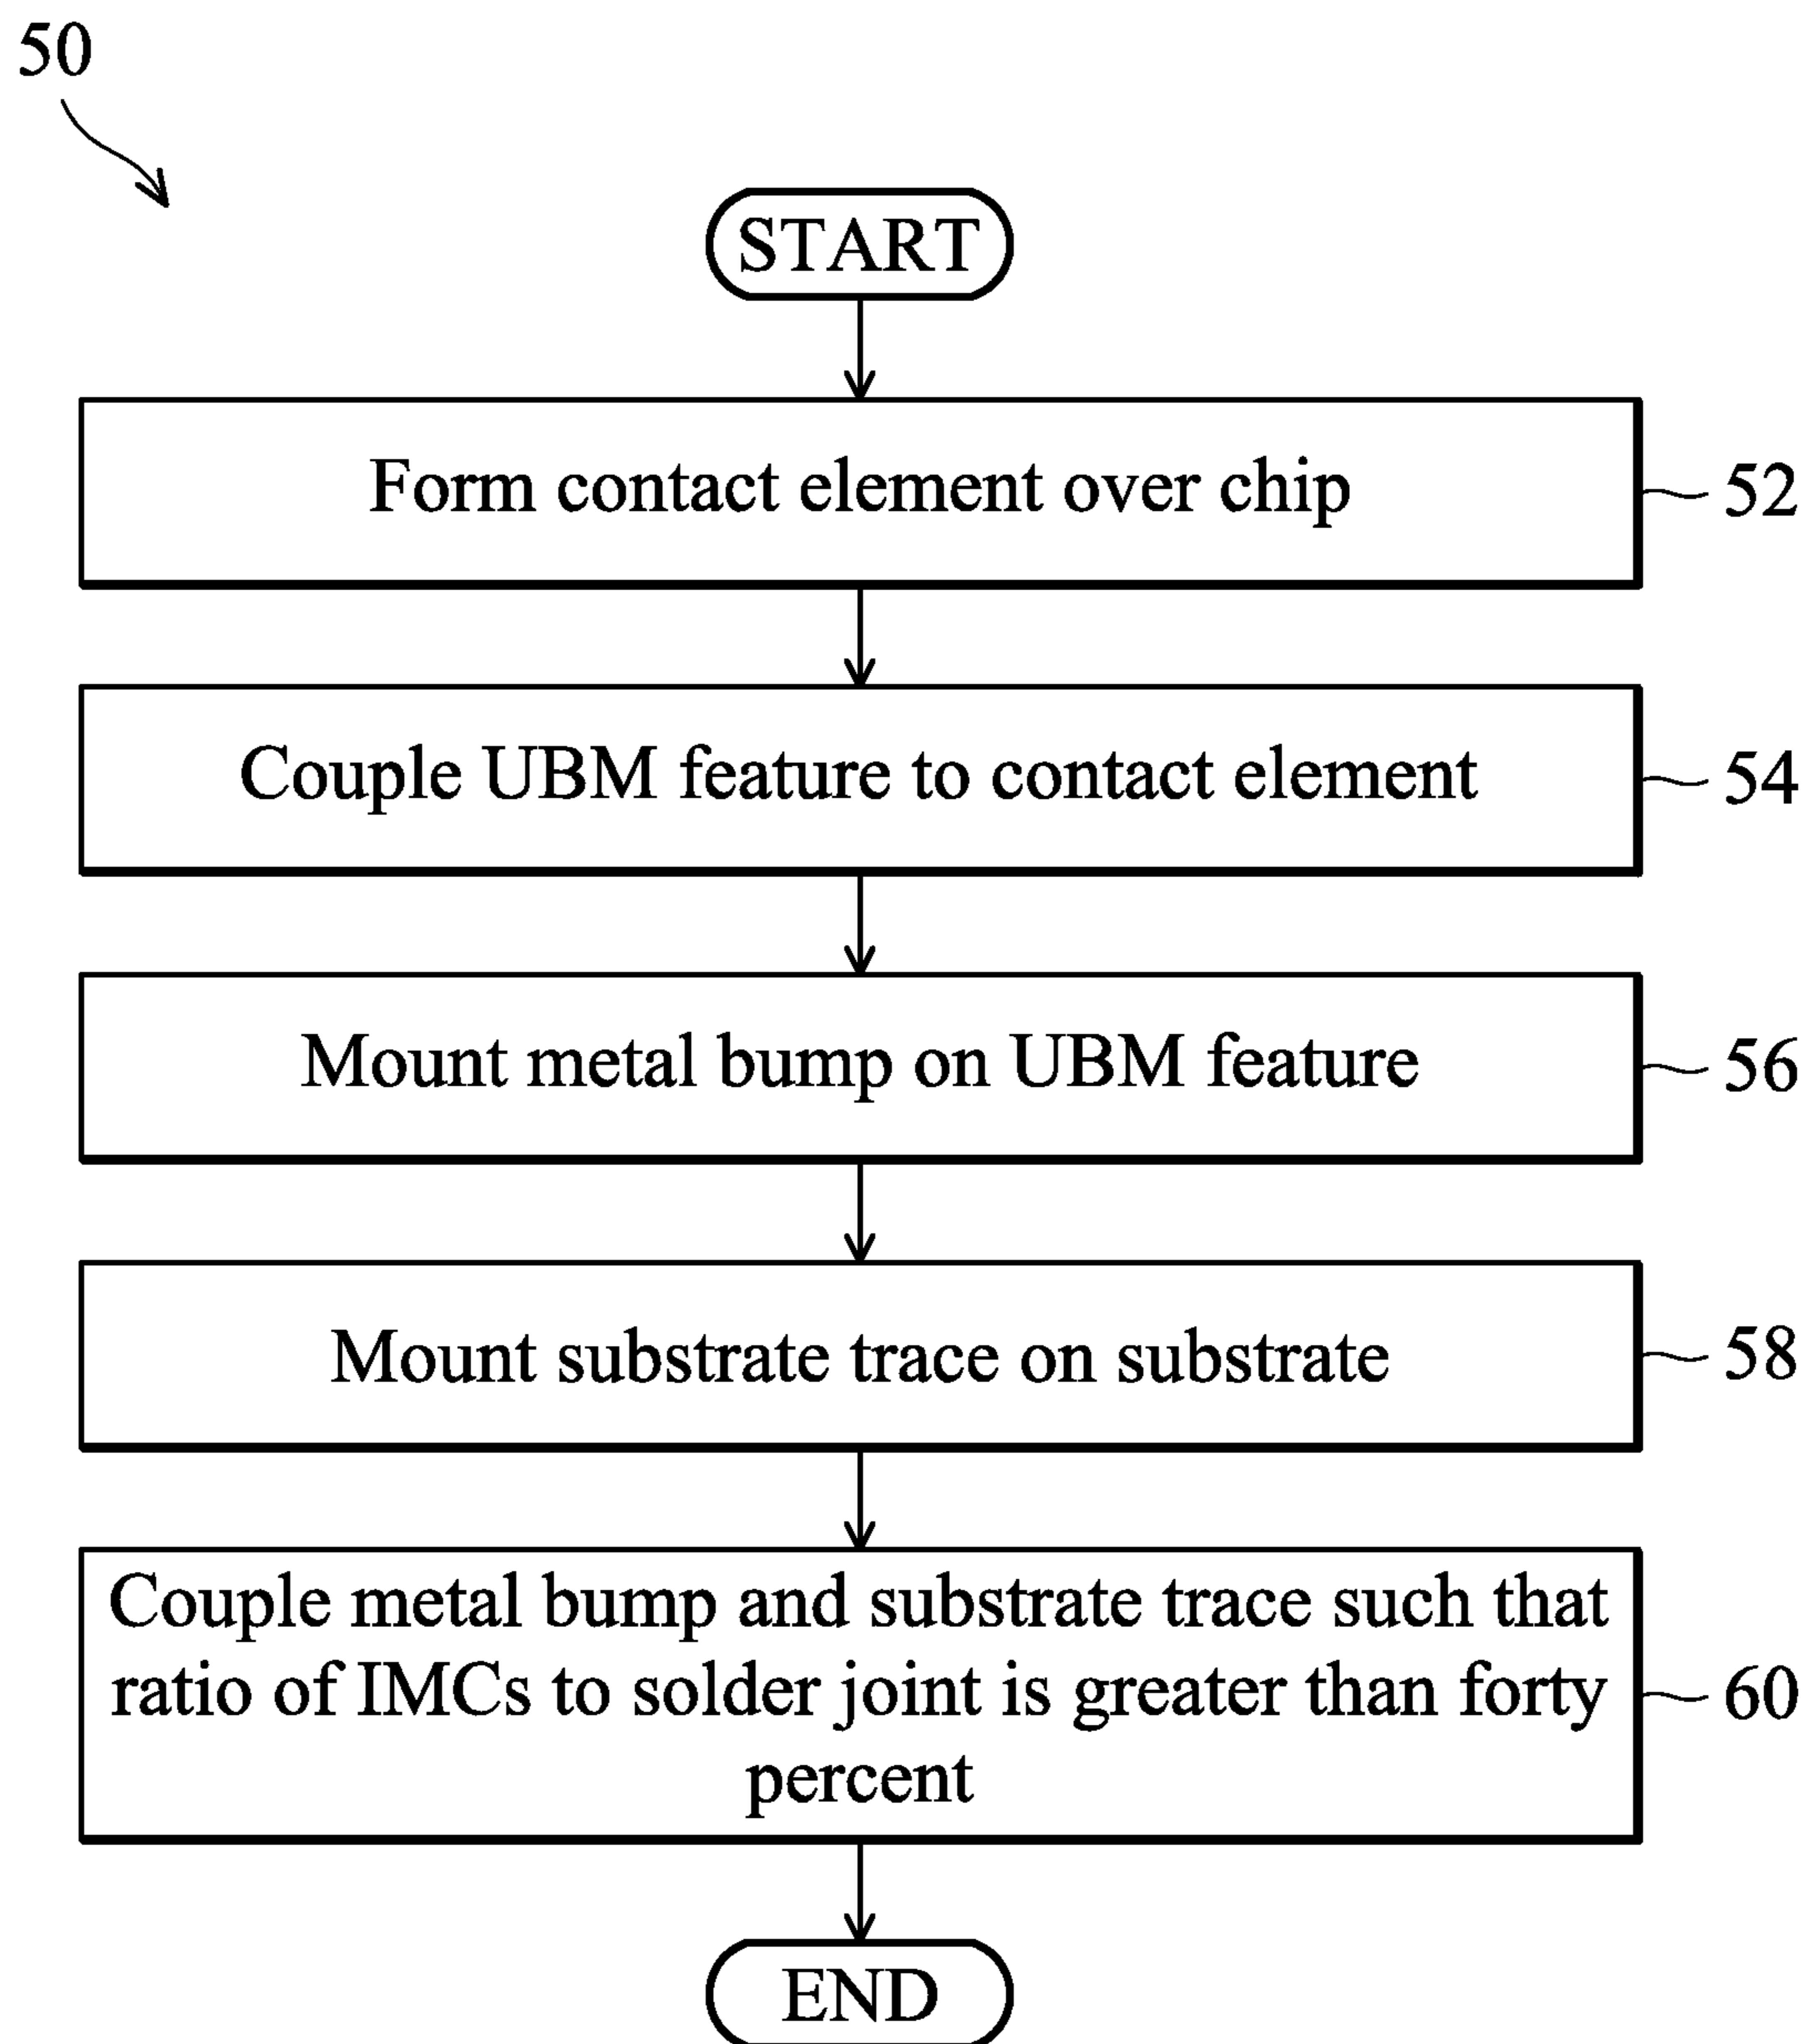 50
START
Form contact element over chip
52
Couple UBM feature to contact element
54
Mount metal bump on UBM feature
56
Mount substrate trace on substrate
58
Couple metal bump and substrate trace such that
ratio of IMCs to solder joint is greater than forty
percent
60
END